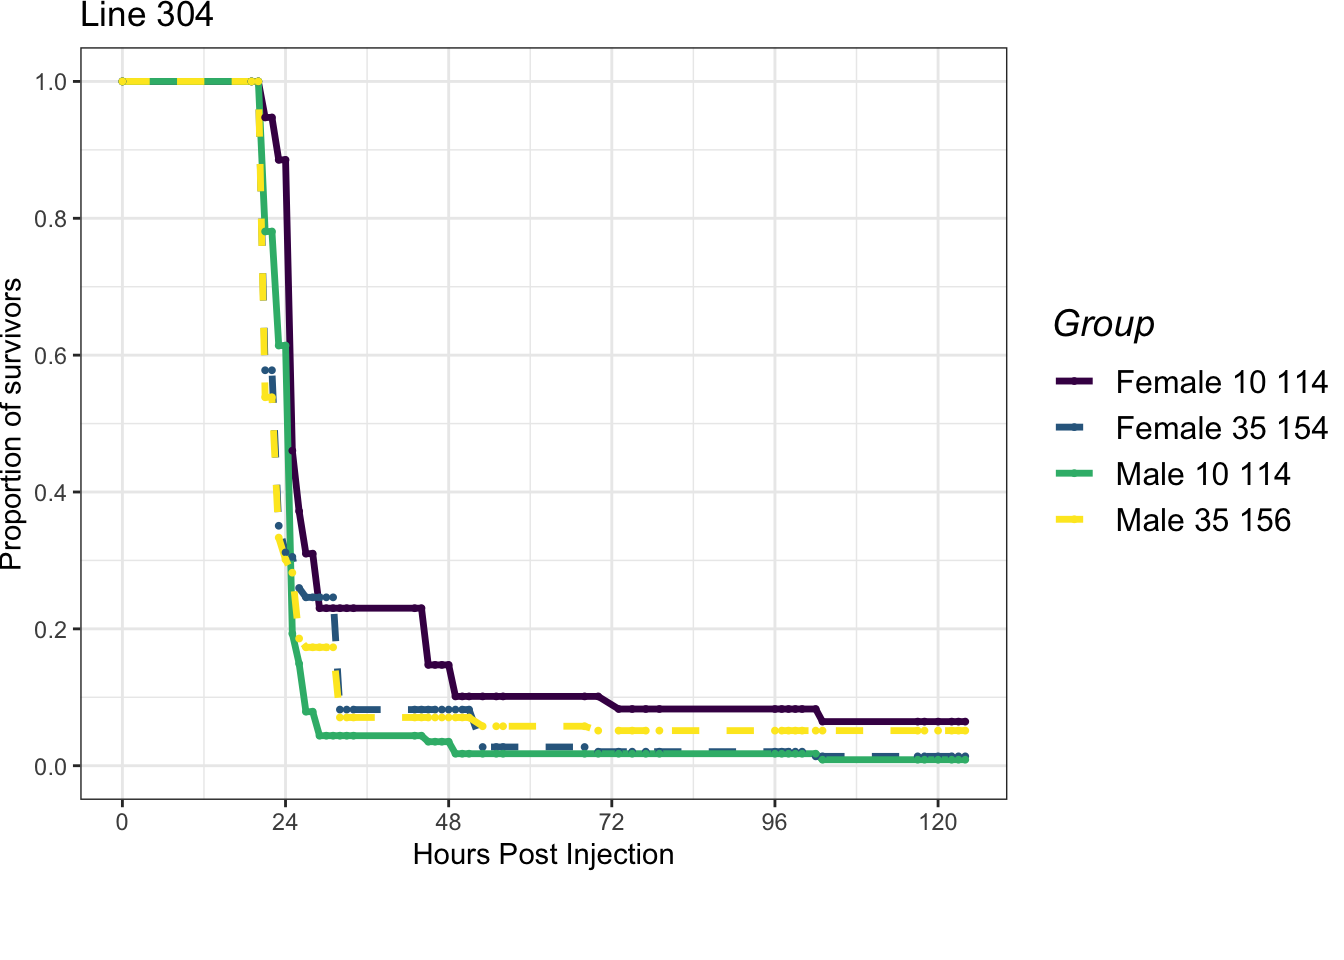 Line 304
Proportion of survivors
1.0
0.8
0.6
0.4
0.2
0.0
0 24 48 72 96 120
Hours Post Injection
Group
Female 10 114
Female 35 154
Male 10 114
Male 35 156